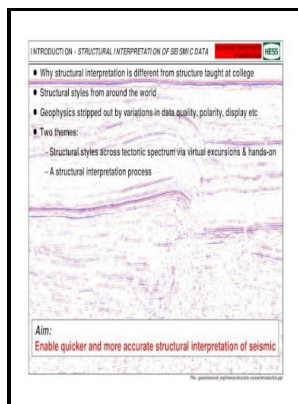 INTRODUCTION - STRUCTURAL INTERPRETATION OF SEISMIC DATA
HESS
• Why structural interpretation is different from structure taught at college
• Structural styles from around the world
• Geophysics stripped out by variations in data quality, polarity, display etc
• Two themes:
– Structural styles across tectonic spectrum via virtual excursions & hands-on
– A structural interpretation process
Aim:
Enable quicker and more accurate structural interpretation of seismic